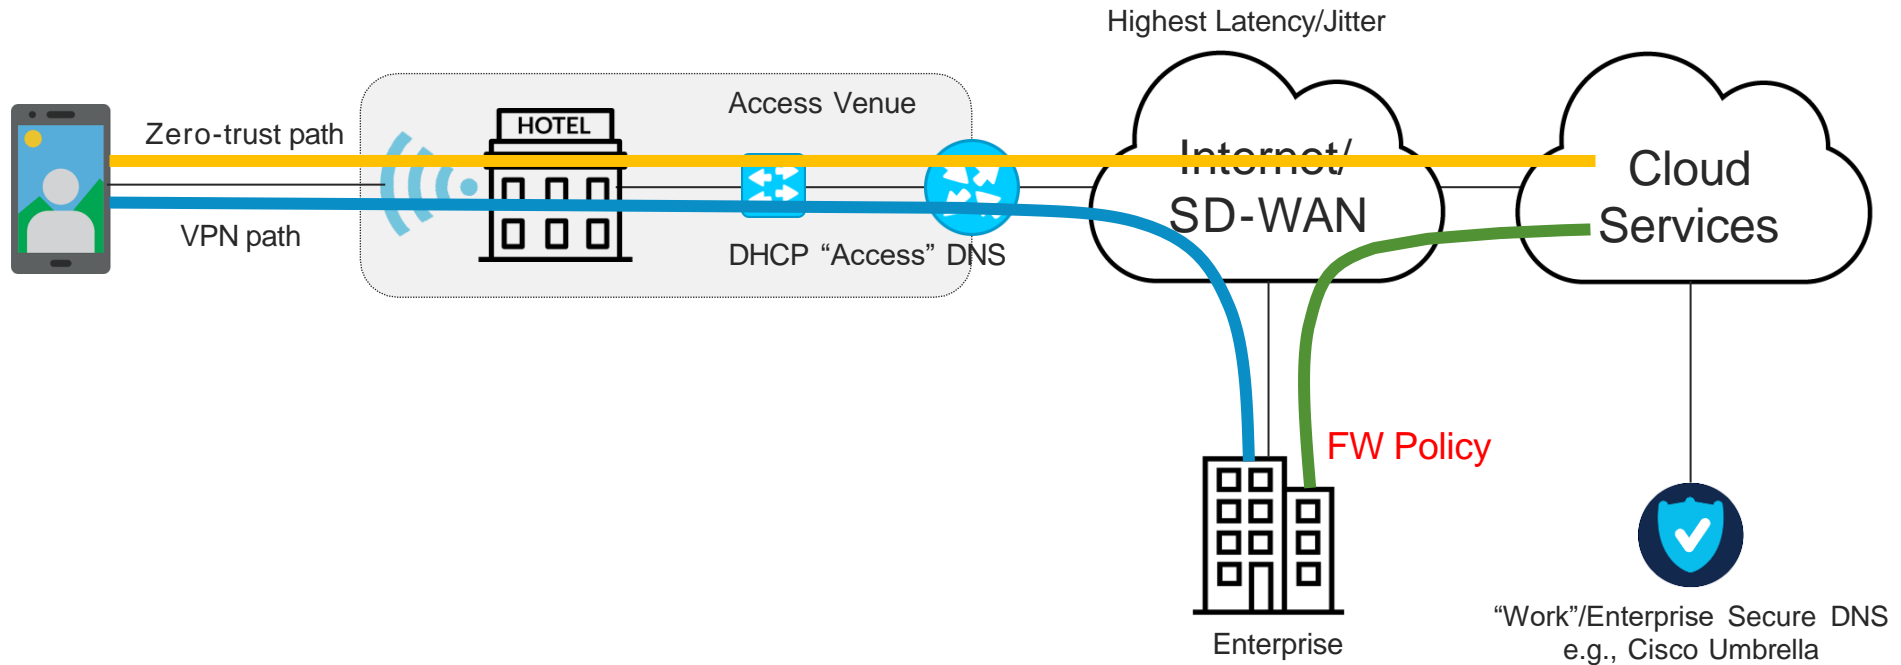 Highest Latency/Jitter
Access Venue
HOTEL
Zero-trust path
VPN path
DHCP “Access” DNS
Internet/
SD-WAN
Cloud
Services
FW Policy
Enterprise
“Work”/Enterprise Secure DNS
e.g., Cisco Umbrella